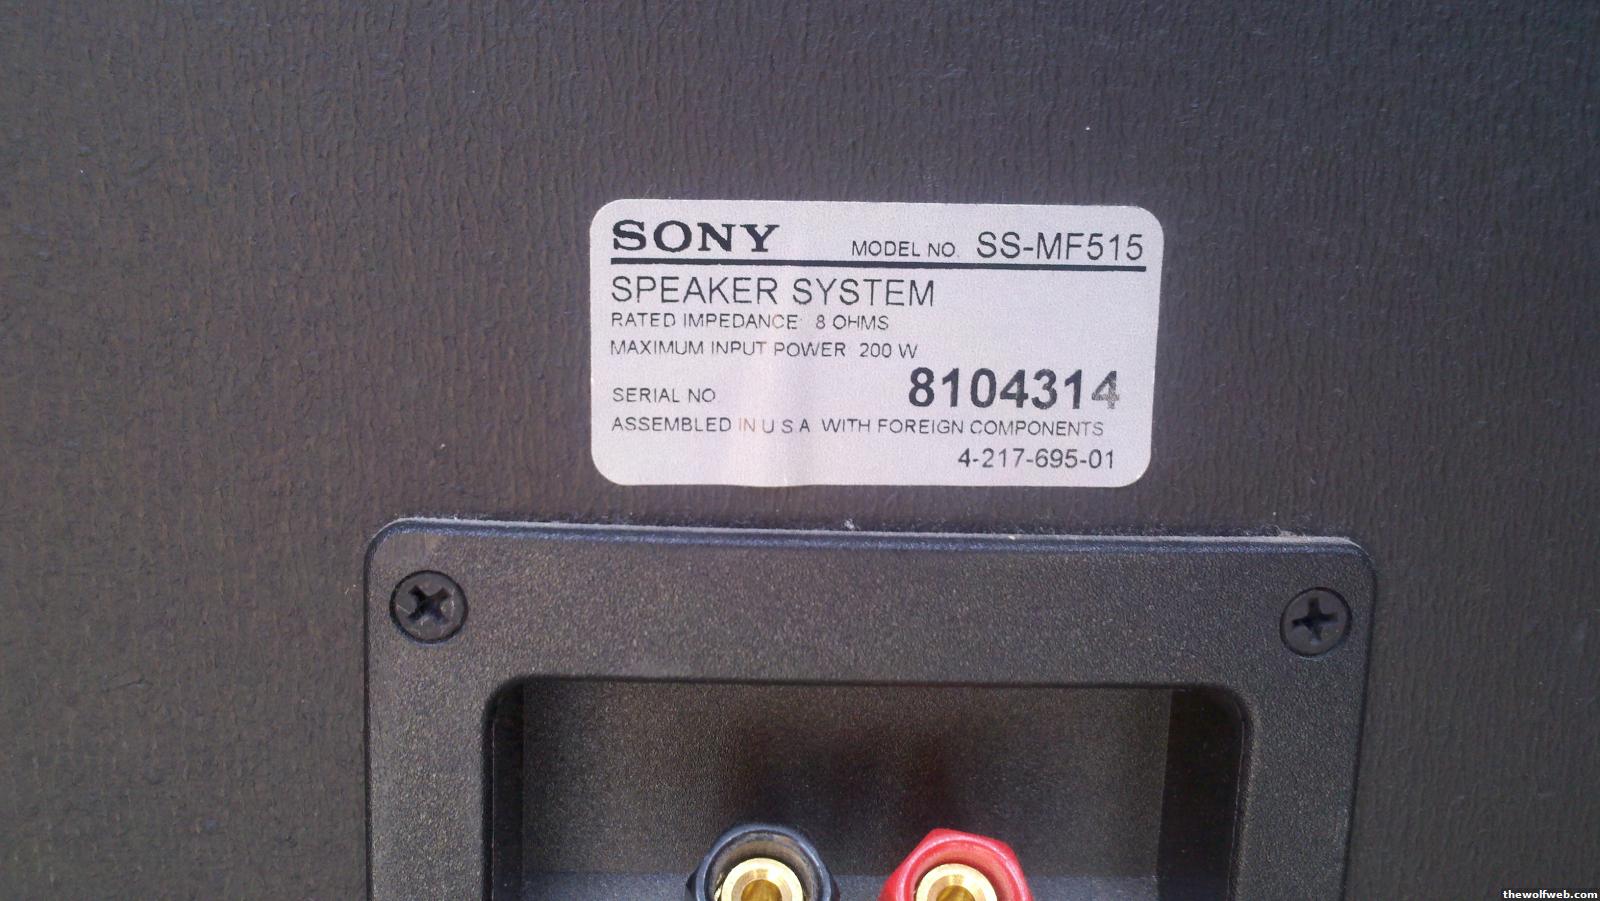 SONY MODEL NO. SS-MF515
SPEAKER SYSTEM
RATED IMPEDANCE 8 OHMS
MAXIMUM INPUT POWER 200 W
SERIAL NO 8104314
ASSEMBLED IN U S A WITH FOREIGN COMPONENTS
4-217-695-01
thewolfweb.com